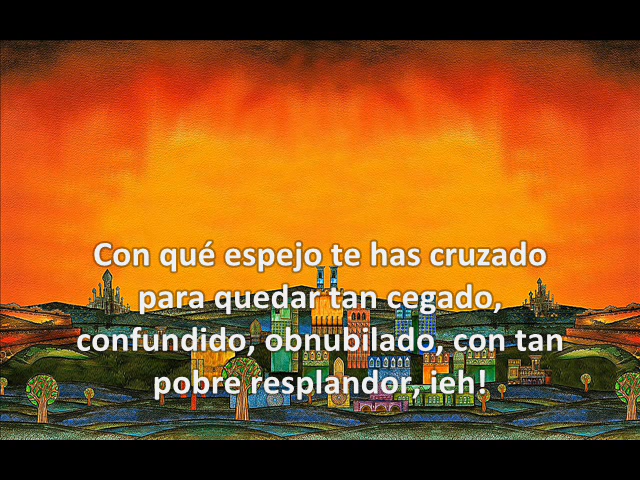 Con qué espejo te has cruzado
para quedar tan cegado,
confundido, obnubilado, con tan
pobre resplandor, ¡eh!